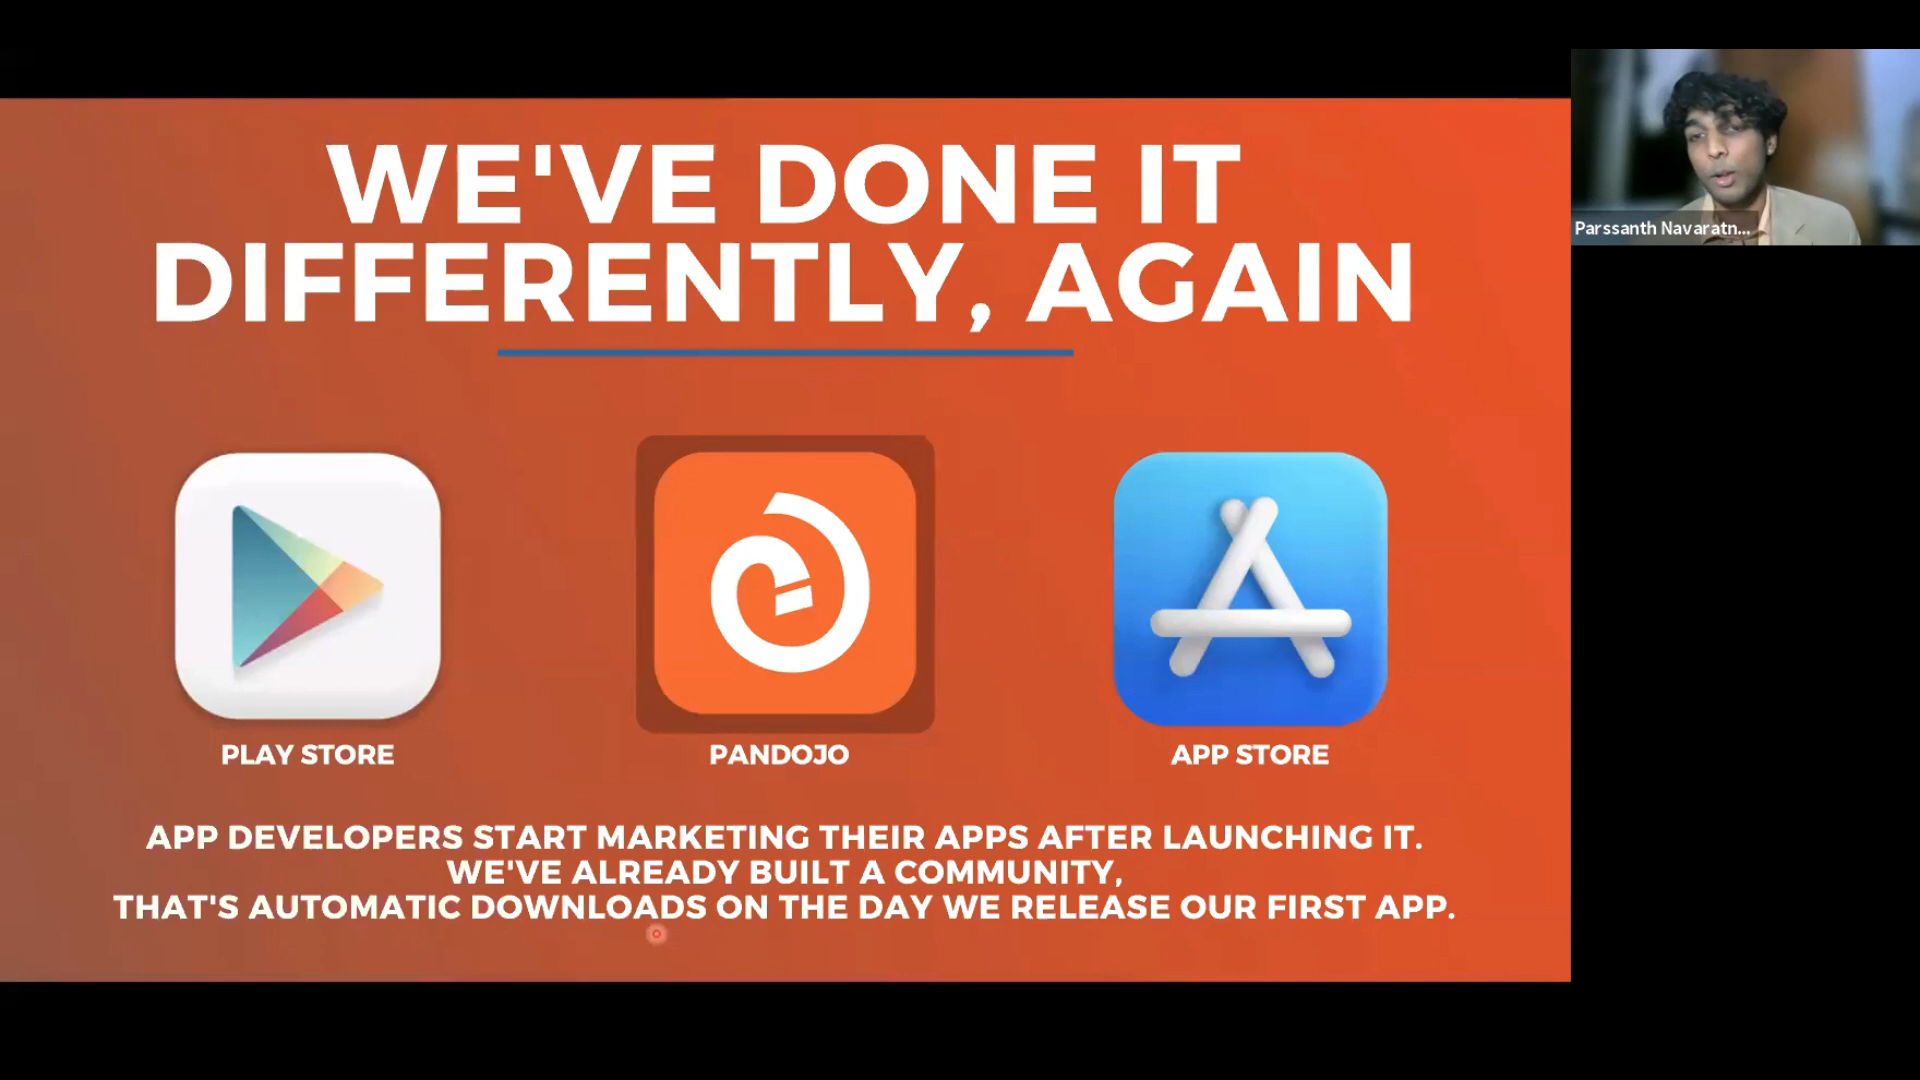 WE'VE DONE IT
DIFFERENTLY, AGAIN
Parssanth Navaratn...
PLAY STORE
PANDOJO
APP STORE
APP DEVELOPERS START MARKETING THEIR APPS AFTER LAUNCHING IT.
WE'VE ALREADY BUILT A COMMUNITY,
THAT'S AUTOMATIC DOWNLOADS ON THE DAY WE RELEASE OUR FIRST APP.